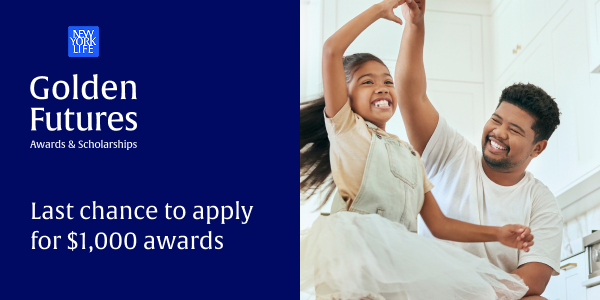 NEW
YORK
LIFE
Golden
Futures
Awards & Scholarships
Last chance to apply
for $1,000 awards